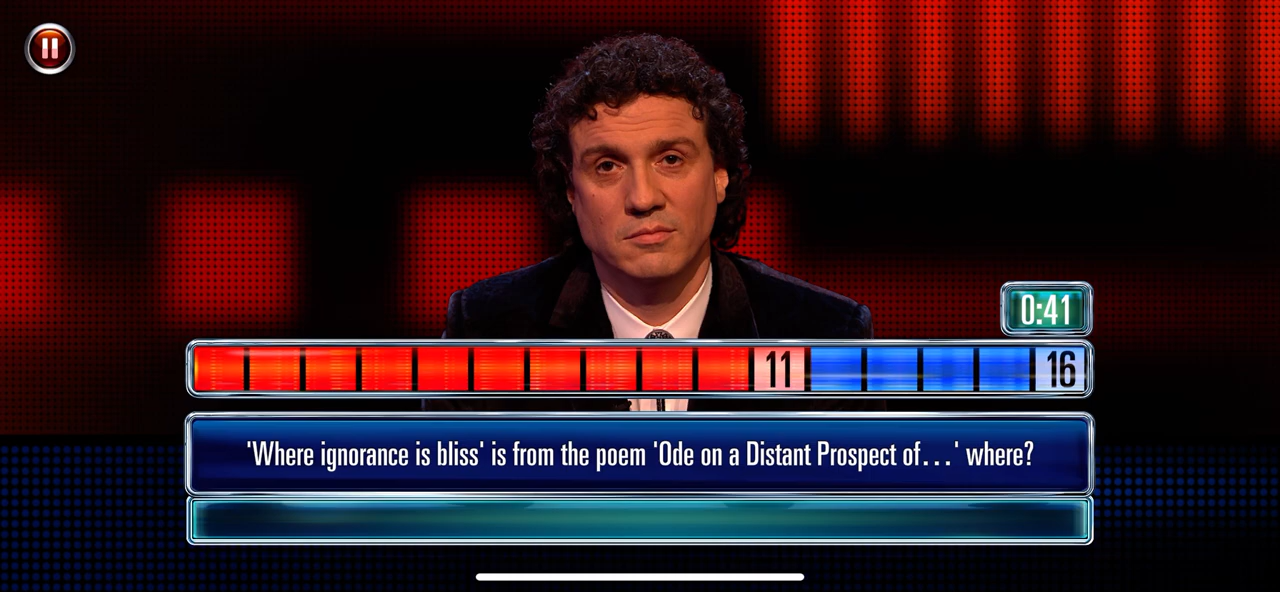 0:41
11
16
'Where ignorance is bliss' is from the poem 'Ode on a Distant Prospect of...' where?